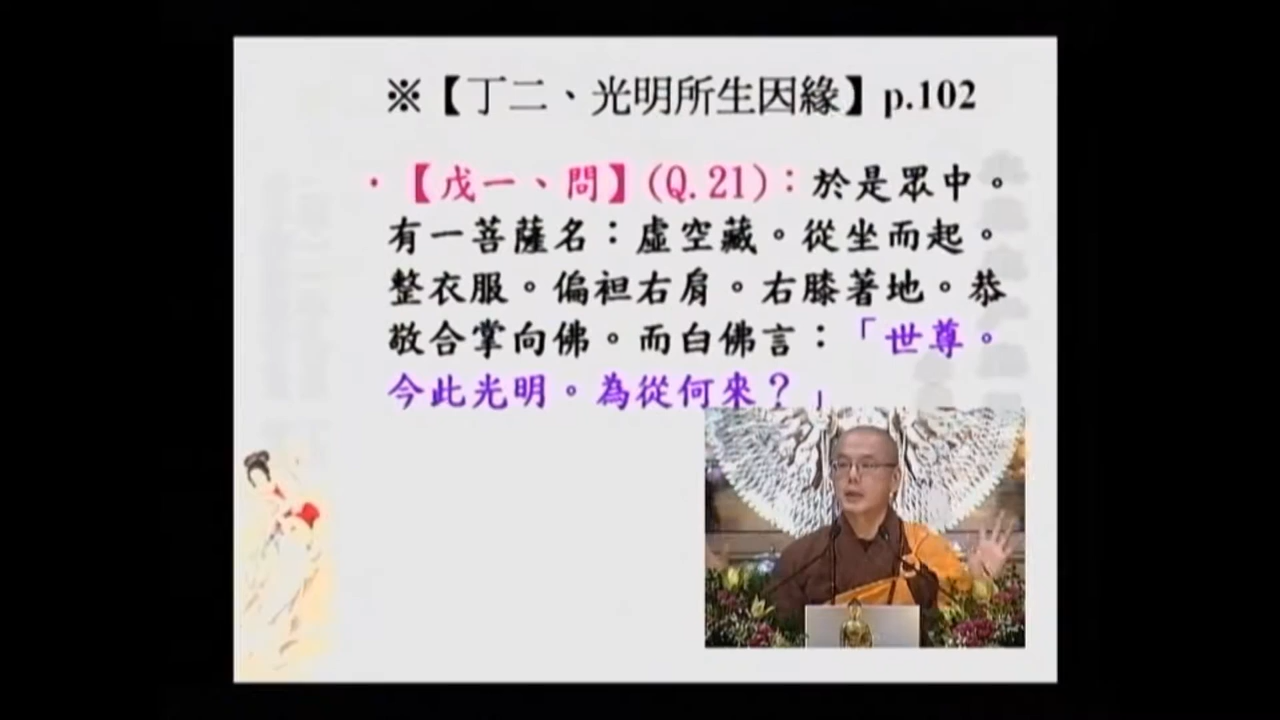 ※【丁二、光明所生因緣】p.102
•【戊一、問】(Q.21)：於是眾中。
有一菩薩名：虛空藏。從坐而起。
整衣服。偏袒右肩。右膝著地。恭
敬合掌向佛。而白佛言：「世尊。
今此光明。為從何來？」